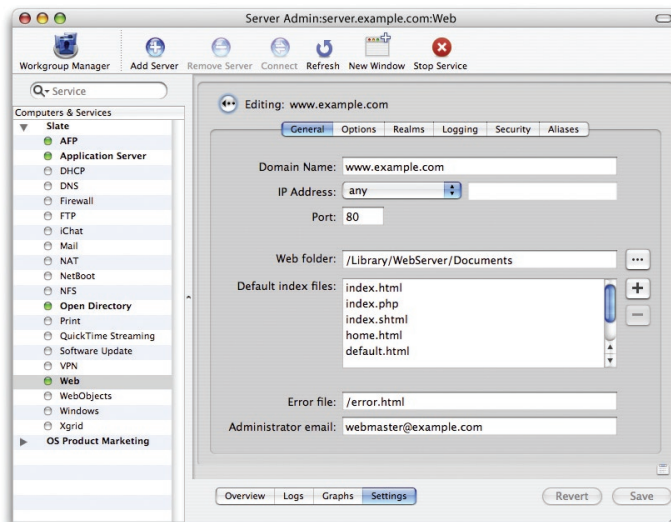 Server Admin:server.example.com:Web
Workgroup Manager Add Server Remove Server Connect Refresh New Window Stop Service
Service
Computers & Services
Slate
AFP
Application Server
DHCP
DNS
Firewall
FTP
iChat
Mail
NAT
NetBoot
NFS
Open Directory
Print
QuickTime Streaming
Software Update
VPN
Web
WebObjects
Windows
Xgrid
OS Product Marketing
Editing: www.example.com
General Options Realms Logging Security Aliases
Domain Name: www.example.com
IP Address: any
Port: 80
Web folder: /Library/WebServer/Documents
Default index files: index.html
index.php
index.shtml
home.html
default.html
Error file: /error.html
Administrator email: webmaster@example.com
Overview Logs Graphs Settings Revert Save